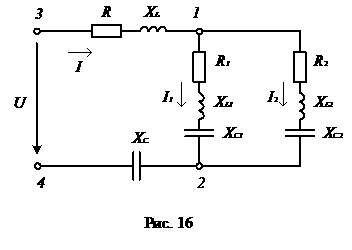 3 R XL 1
I
R1 R2
U I1 XL1 I2 XL2
XC XC1 XC2
4 2
Рис. 16